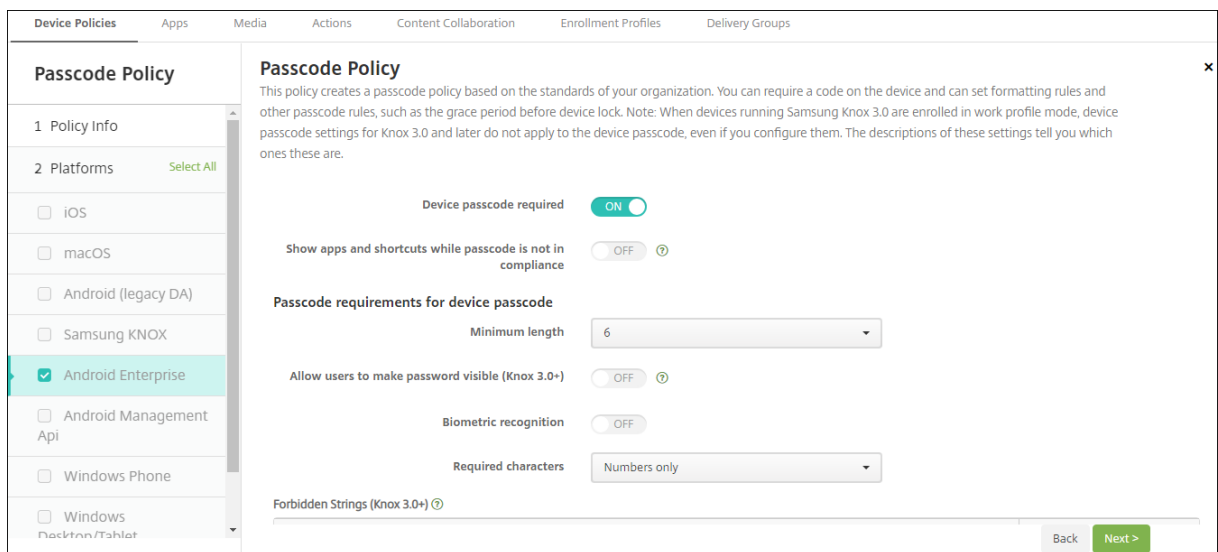 Device Policies Apps Media Actions Content Collaboration Enrollment Profiles Delivery Groups
Passcode Policy
1 Policy Info
2 Platforms Select All
iOS
macOS
Android (legacy DA)
Samsung KNOX
Android Enterprise
Android Management
Api
Windows Phone
Windows
Desktop/Tablet
Passcode Policy
×
This policy creates a passcode policy based on the standards of your organization. You can require a code on the device and can set formatting rules and
other passcode rules, such as the grace period before device lock. Note: When devices running Samsung Knox 3.0 are enrolled in work profile mode, device
passcode settings for Knox 3.0 and later do not apply to the device passcode, even if you configure them. The descriptions of these settings tell you which
ones these are.
Device passcode required ON
Show apps and shortcuts while passcode is not in
compliance OFF ?
Passcode requirements for device passcode
Minimum length 6
Allow users to make password visible (Knox 3.0+) OFF ?
Biometric recognition OFF
Required characters Numbers only
Forbidden Strings (Knox 3.0+) ?
Back Next >